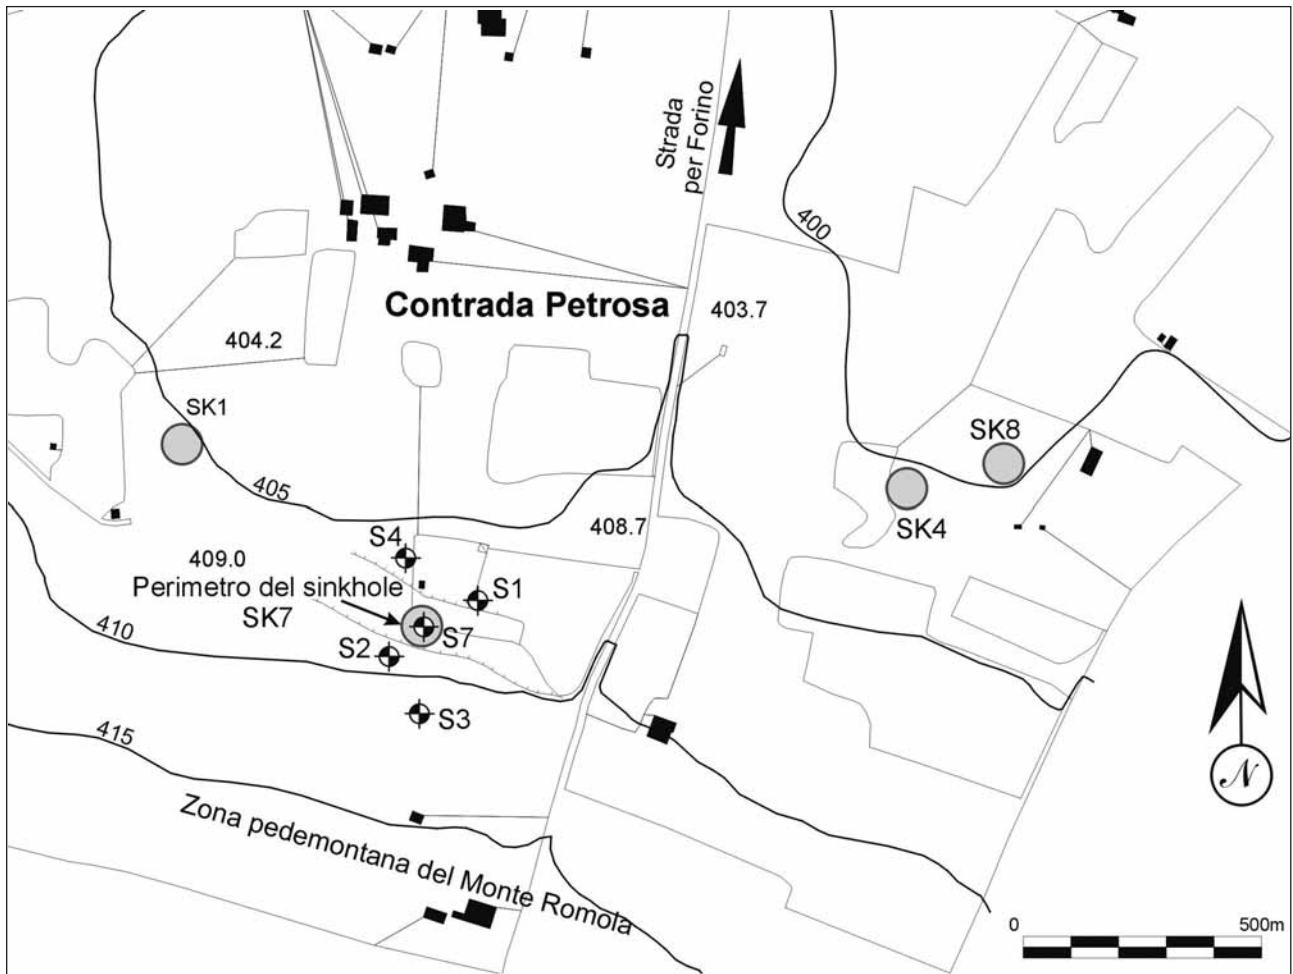 Strada
per Forino
400
Contrada Petrosa
403.7
404.2
SK1
SK8
405
SK4
408.7
S4
409.0
Perimetro del sinkhole
SK7
S1
S7
410
S2
S3
415
Zona pedemontana del Monte Romola
N
0
500m